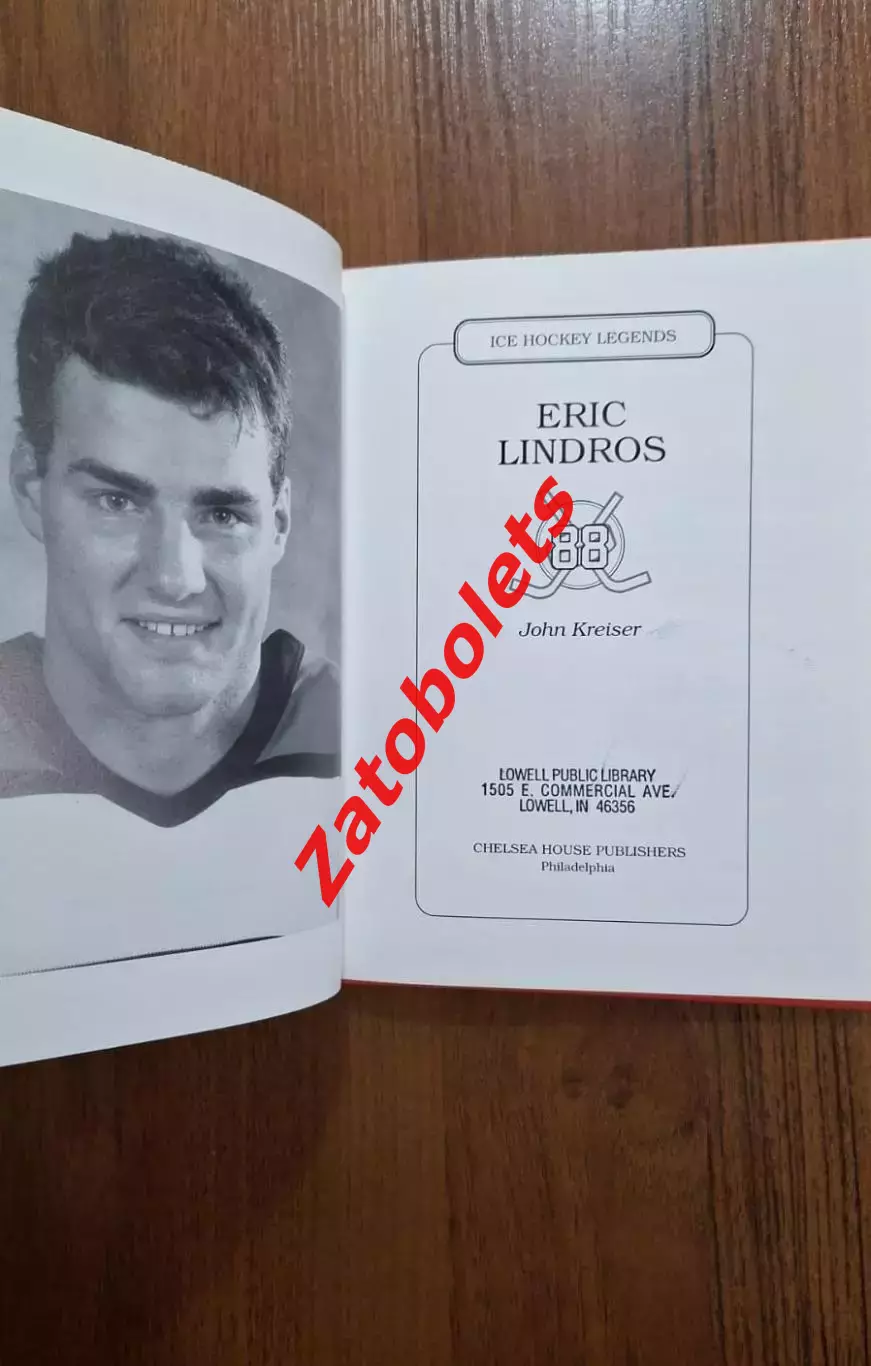 ICE HOCKEY LEGENDS
ERIC
LINDROS
88
John Kreiser
LOWELL PUBLIC LIBRARY
1505 E. COMMERCIAL AVE.
LOWELL, IN 46356
CHELSEA HOUSE PUBLISHERS
Philadelphia
Zatobolets